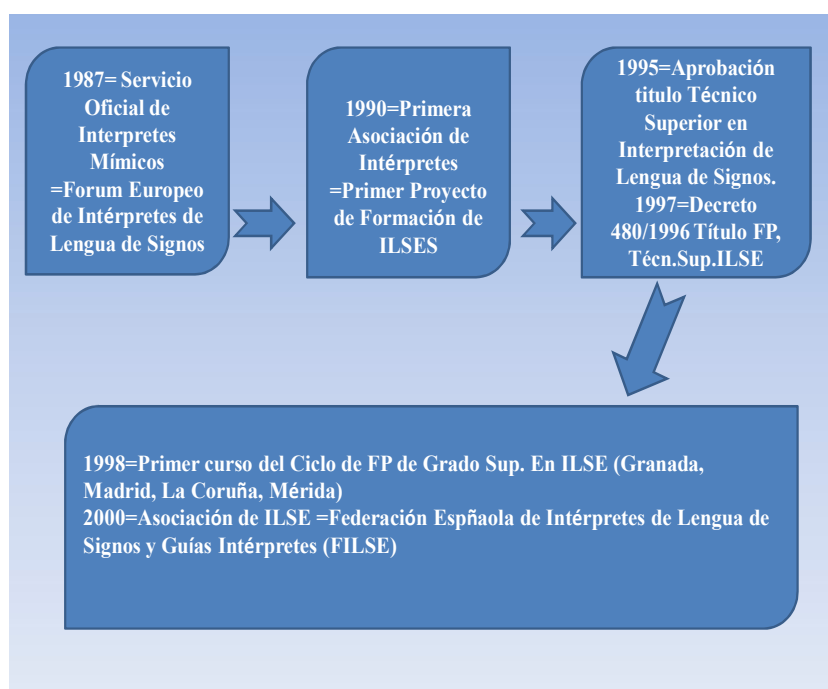 1987= Servicio
Oficial de
Interpretes
Mímicos
=Forum Europeo
de Intérpretes de
Lengua de Signos
1990=Primera
Asociación de
Intérpretes
=Primer Proyecto
de Formación de
ILSES
1995=Aprobación
titulo Técnico
Superior en
Interpretación de
Lengua de Signos.
1997=Decreto
480/1996 Título FP,
Técn.Sup.ILSE
1998=Primer curso del Ciclo de FP de Grado Sup. En ILSE (Granada,
Madrid, La Coruña, Mérida)
2000=Asociación de ILSE =Federación Espñaola de Intérpretes de Lengua de
Signos y Guías Intérpretes (FILSE)